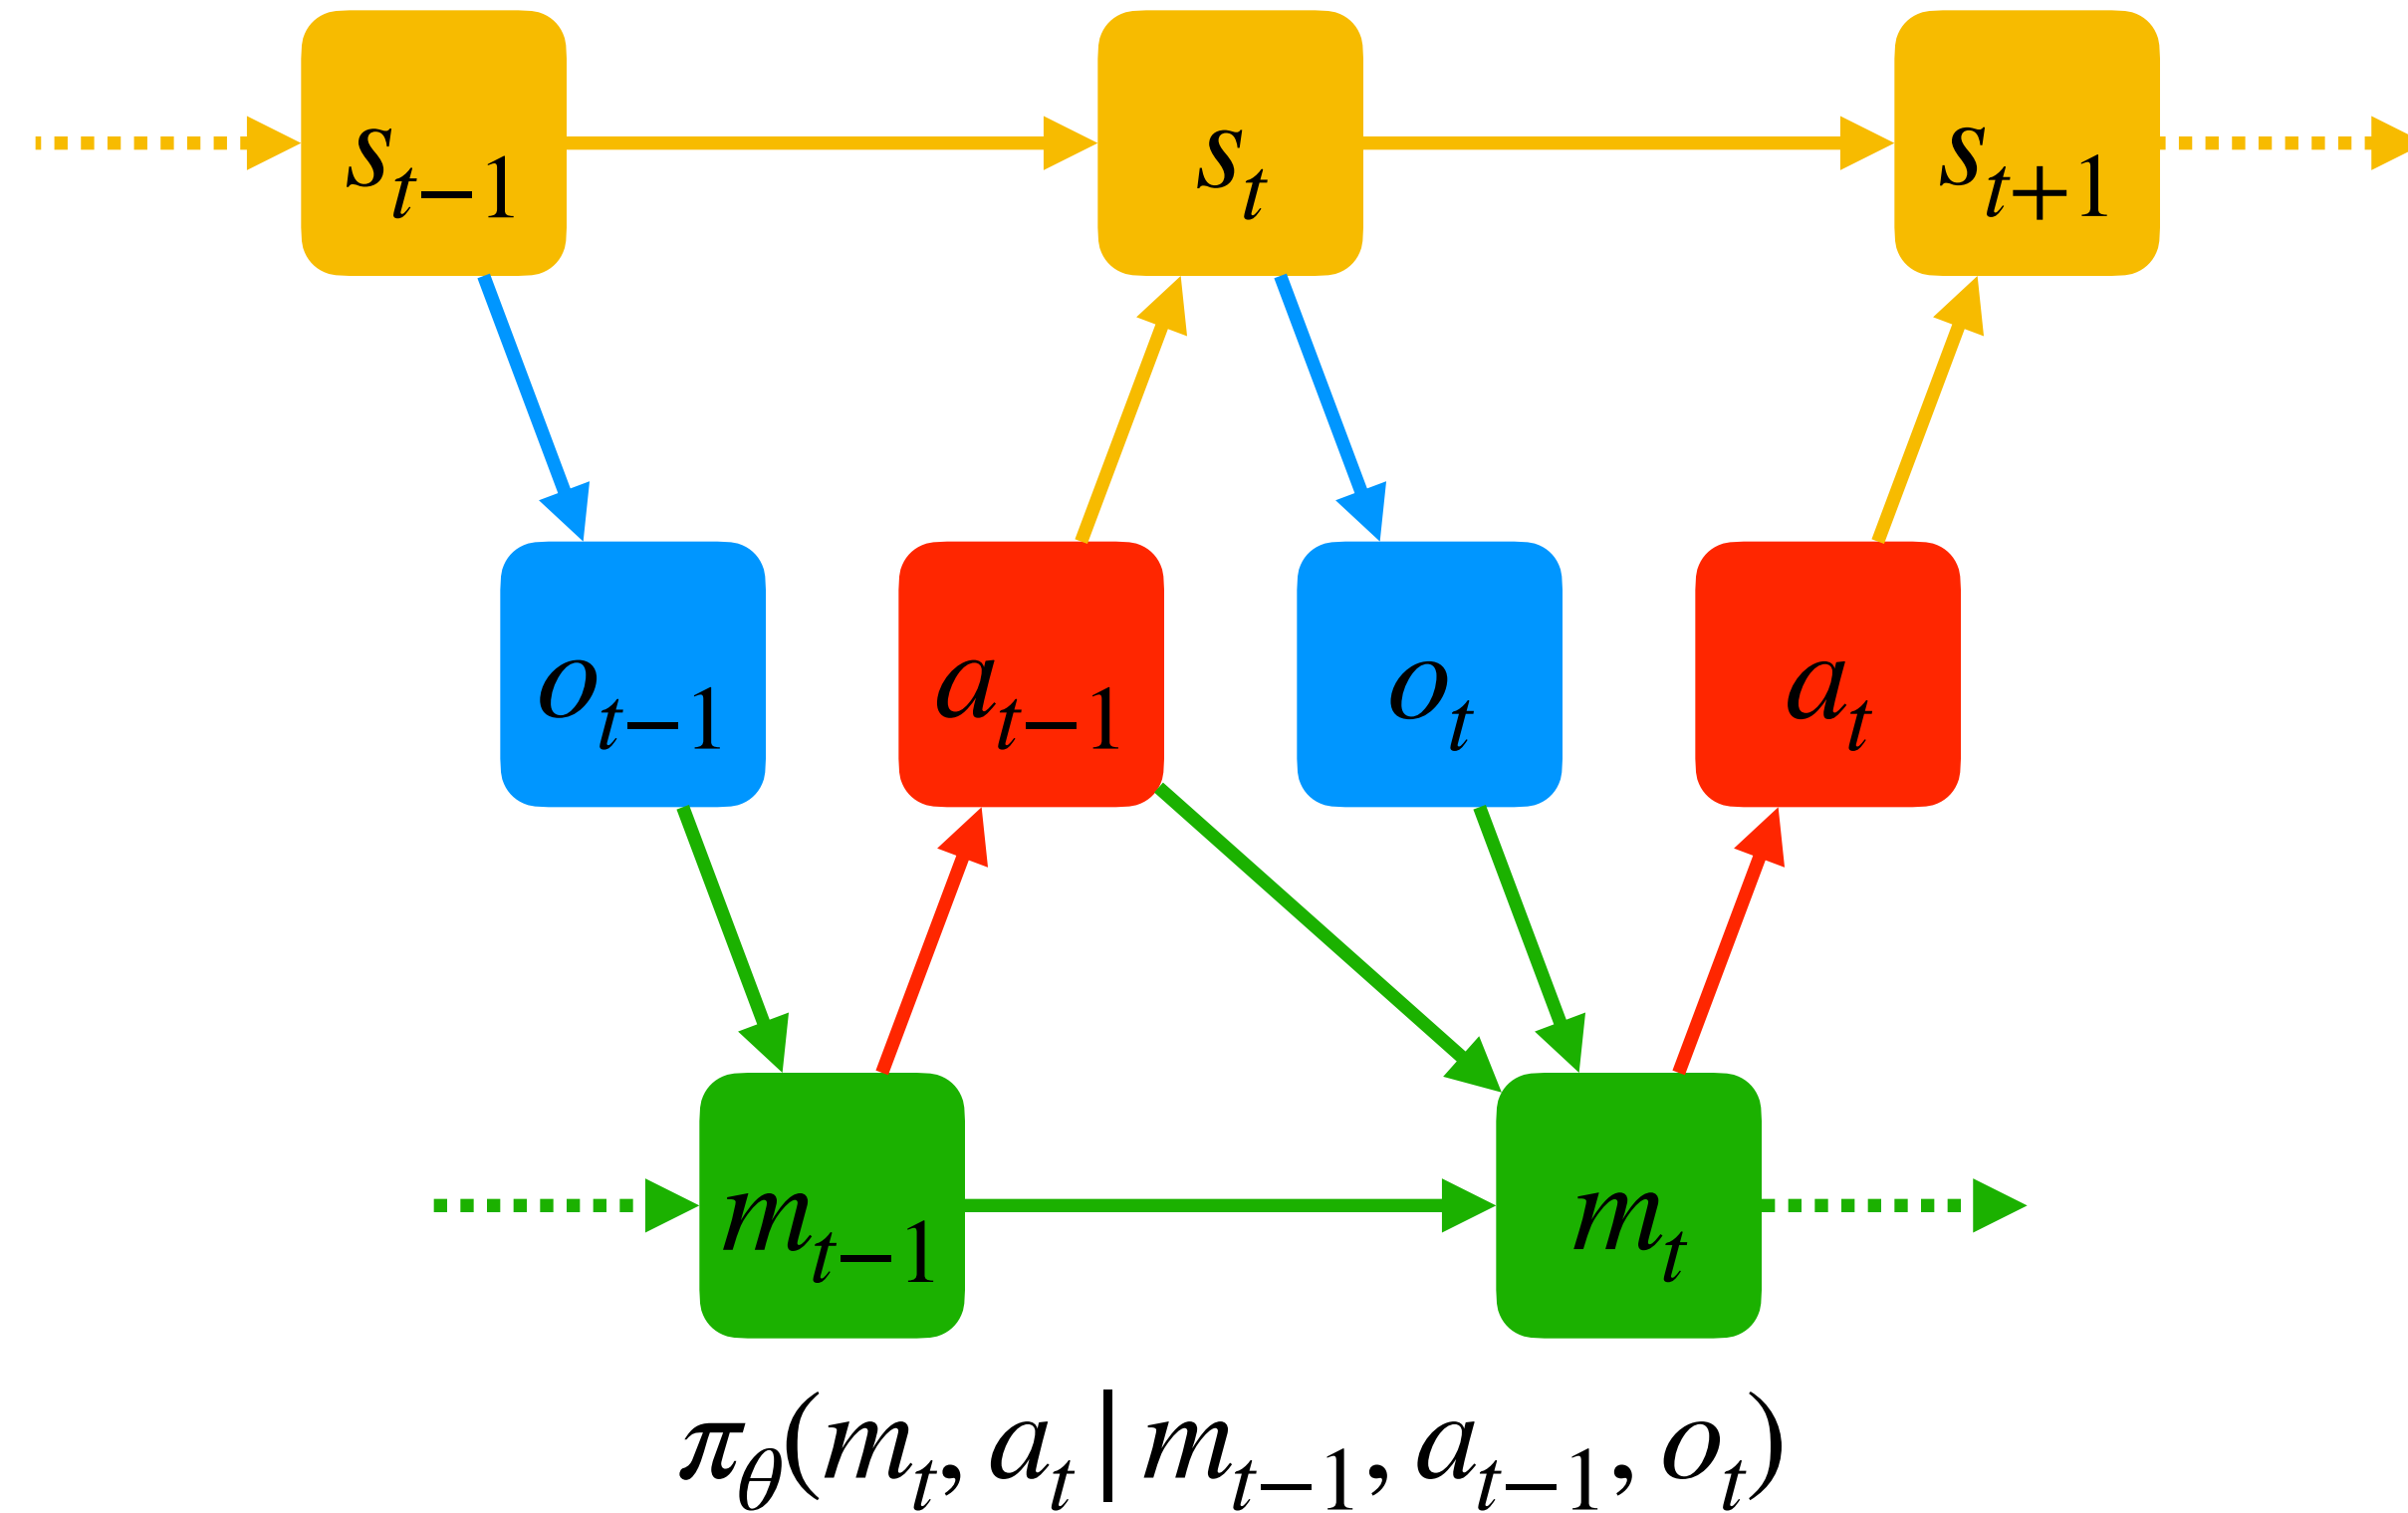 s_{t−1} s_t s_{t+1}
o_{t−1} a_{t−1} o_t a_t
m_{t−1} m_t
π_θ(m_t, a_t | m_{t−1}, a_{t−1}, o_t)